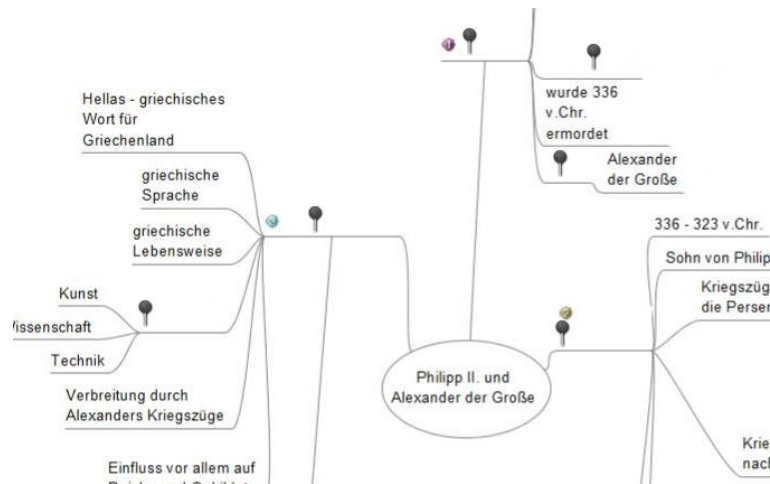 Hellas - griechisches
Wort für
Griechenland
griechische
Sprache
griechische
Lebensweise
Kunst
Technik
Verbreitung durch
Alexanders Kriegszüge
Einfluss vor allem auf
wurde 336
v.Chr.
ermordet
Alexander
der Große
Philipp II. und
Alexander der Große
336 - 323 v.Chr.
Sohn von Philip
Kriegszüg
die Perser
Krie
nach